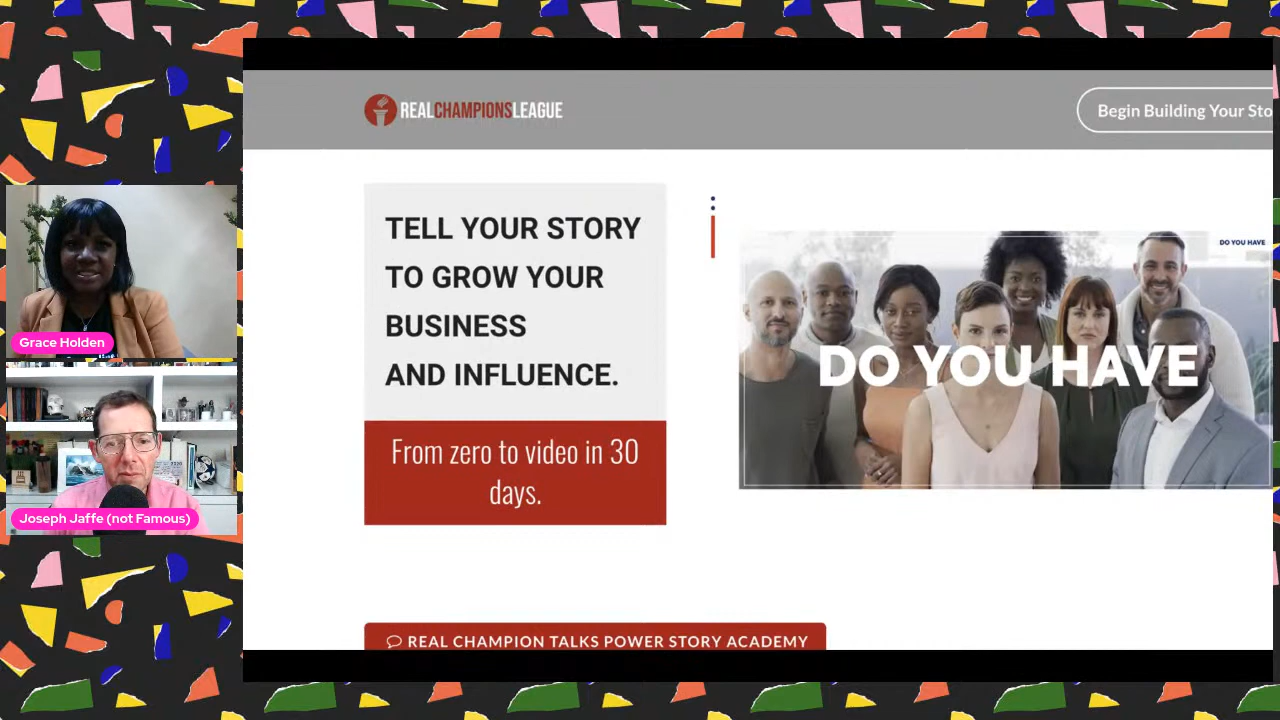 REALCHAMPIONSLEAGUE
Begin Building Your Sto
TELL YOUR STORY
TO GROW YOUR
BUSINESS
AND INFLUENCE.
From zero to video in 30
days.
DO YOU HAVE
DO YOU HAVE
REAL CHAMPION TALKS POWER STORY ACADEMY
Grace Holden
Joseph Jaffe (not Famous)